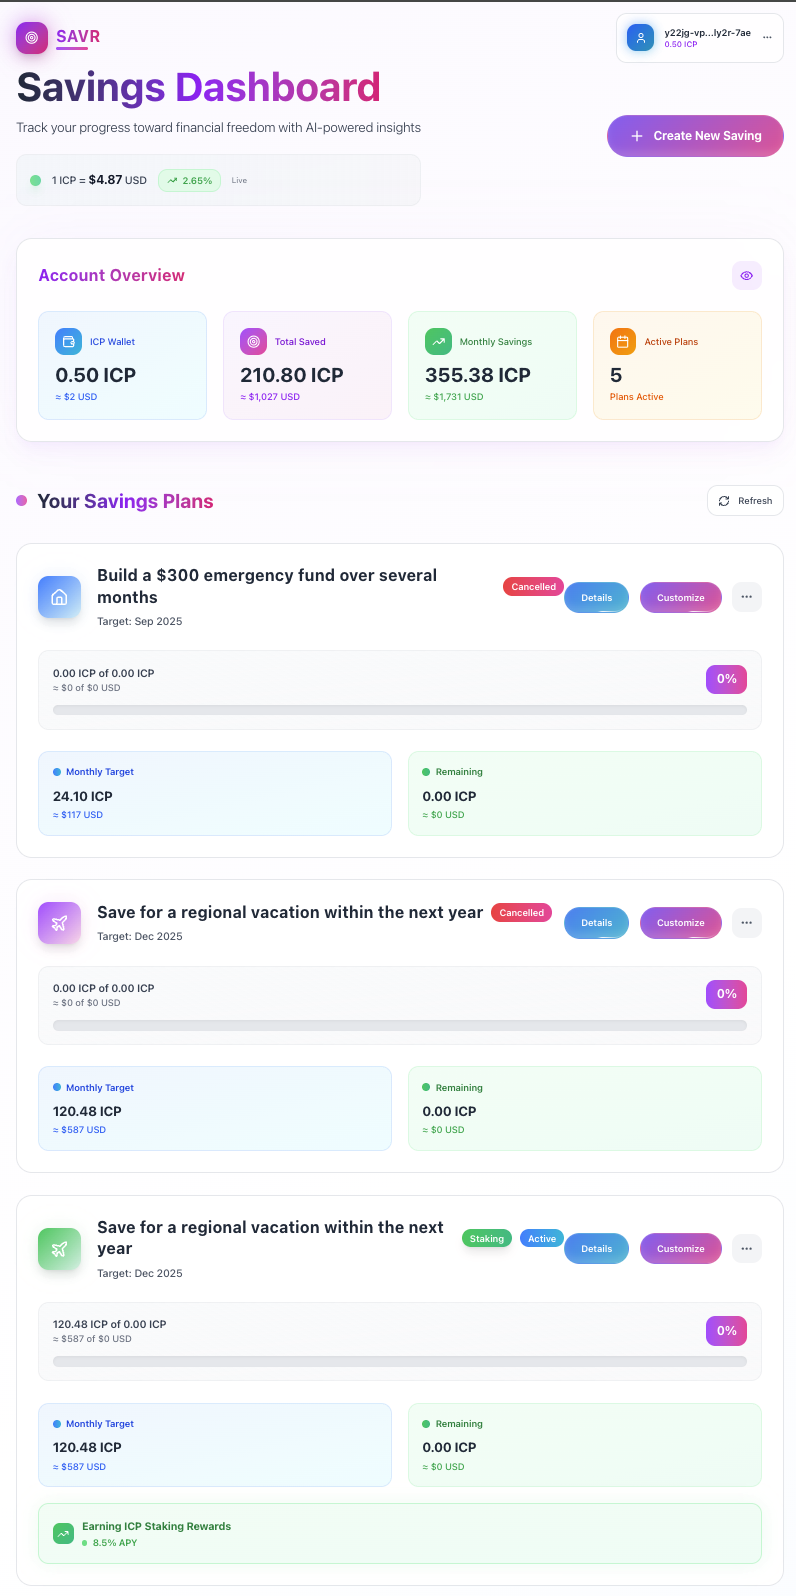 SAVR
y22jg-vp...ly2r-7ae
0.50 ICP
Savings Dashboard
Track your progress toward financial freedom with AI-powered insights
Create New Saving
1 ICP = $4.87 USD 2.65% Live
Account Overview
ICP Wallet
0.50 ICP
≈ $2 USD
Total Saved
210.80 ICP
≈ $1,027 USD
Monthly Savings
355.38 ICP
≈ $1,731 USD
Active Plans
5
Plans Active
Your Savings Plans
Refresh
Build a $300 emergency fund over several
months
Target: Sep 2025
Cancelled
Details
Customize
0.00 ICP of 0.00 ICP
≈ $0 of $0 USD
0%
Monthly Target
24.10 ICP
≈ $117 USD
Remaining
0.00 ICP
≈ $0 USD
Save for a regional vacation within the next year
Target: Dec 2025
Cancelled
Details
Customize
0.00 ICP of 0.00 ICP
≈ $0 of $0 USD
0%
Monthly Target
120.48 ICP
≈ $587 USD
Remaining
0.00 ICP
≈ $0 USD
Save for a regional vacation within the next
year
Target: Dec 2025
Staking
Active
Details
Customize
120.48 ICP of 0.00 ICP
≈ $587 of $0 USD
0%
Monthly Target
120.48 ICP
≈ $587 USD
Remaining
0.00 ICP
≈ $0 USD
Earning ICP Staking Rewards
8.5% APY